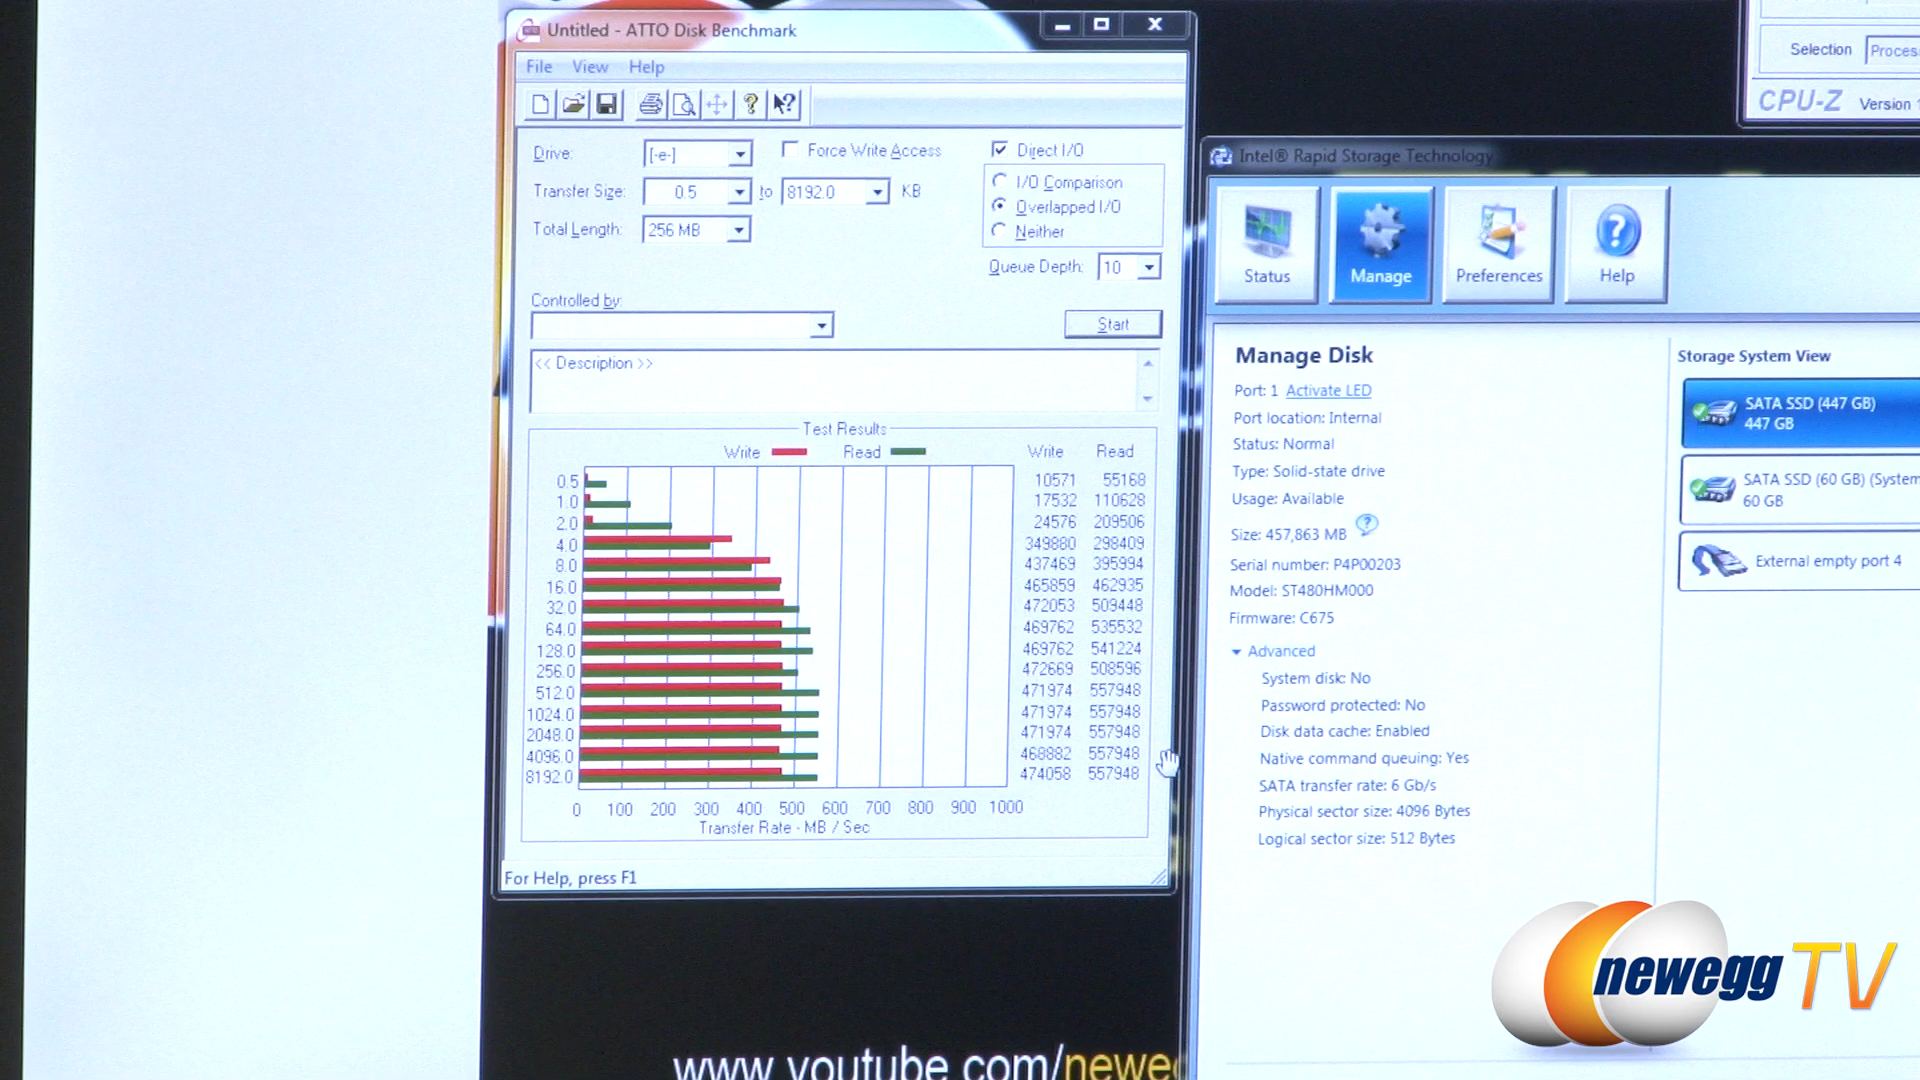 Untitled - ATTO Disk Benchmark
File View Help
Drive: [-e-] Force Write Access Direct I/O
Transfer Size: 0.5 to 8192.0 KB
I/O Comparison
Overlapped I/O
Neither
Total Length: 256 MB
Queue Depth: 10
Controlled by:
Start
<< Description >>
Test Results
Write Read Write Read
0.5 10571 55168
1.0 17532 110628
2.0 24576 209506
4.0 349880 298409
8.0 437469 395994
16.0 465859 462935
32.0 472053 509448
64.0 469762 535532
128.0 469762 541224
256.0 472669 508596
512.0 471974 557948
1024.0 471974 557948
2048.0 471974 557948
4096.0 468882 557948
8192.0 474058 557948
0 100 200 300 400 500 600 700 800 900 1000
Transfer Rate - MB / Sec
For Help, press F1
Selection Proces
CPU-Z Version 1
Intel® Rapid Storage Technology
Status Manage Preferences Help
Manage Disk
Port: 1 Activate LED
Port location: Internal
Status: Normal
Type: Solid-state drive
Usage: Available
Size: 457,863 MB
Serial number: P4P00203
Model: ST480HM000
Firmware: C675
Advanced
System disk: No
Password protected: No
Disk data cache: Enabled
Native command queuing: Yes
SATA transfer rate: 6 Gb/s
Physical sector size: 4096 Bytes
Logical sector size: 512 Bytes
Storage System View
SATA SSD (447 GB)
447 GB
SATA SSD (60 GB) (System
60 GB
External empty port 4
newegg TV
www.youtube.com/neweg